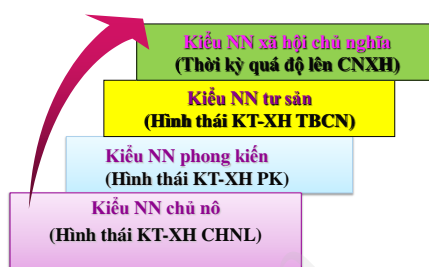 Kiểu NN xã hội chủ nghĩa
(Thời kỳ quá độ lên CNXH)
Kiểu NN tư sản
(Hình thái KT-XH TBCN)
Kiểu NN phong kiến
(Hình thái KT-XH PK)
Kiểu NN chủ nô
(Hình thái KT-XH CHNL)